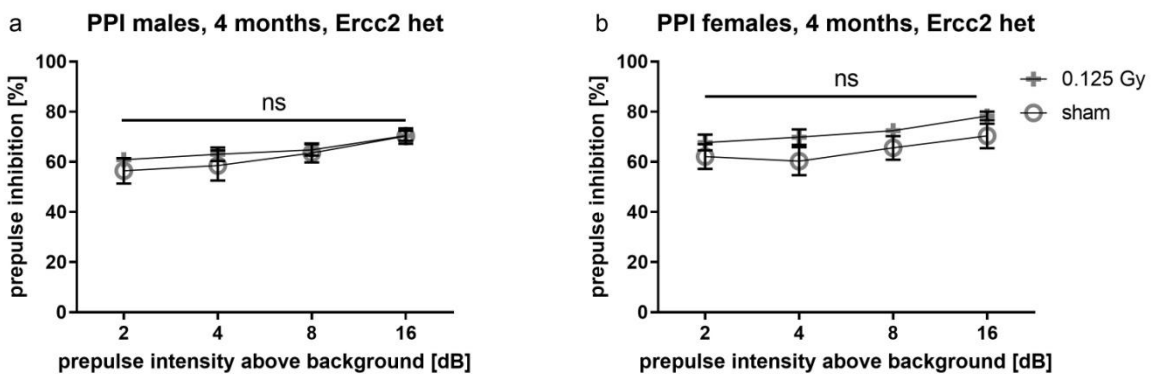 a
PPI males, 4 months, Ercc2 het
prepulse inhibition [%]
100
80
60
40
20
0
ns
2 4 8 16
prepulse intensity above background [dB]
b
PPI females, 4 months, Ercc2 het
prepulse inhibition [%]
100
80
60
40
20
0
ns
2 4 8 16
prepulse intensity above background [dB]
0.125 Gy
sham